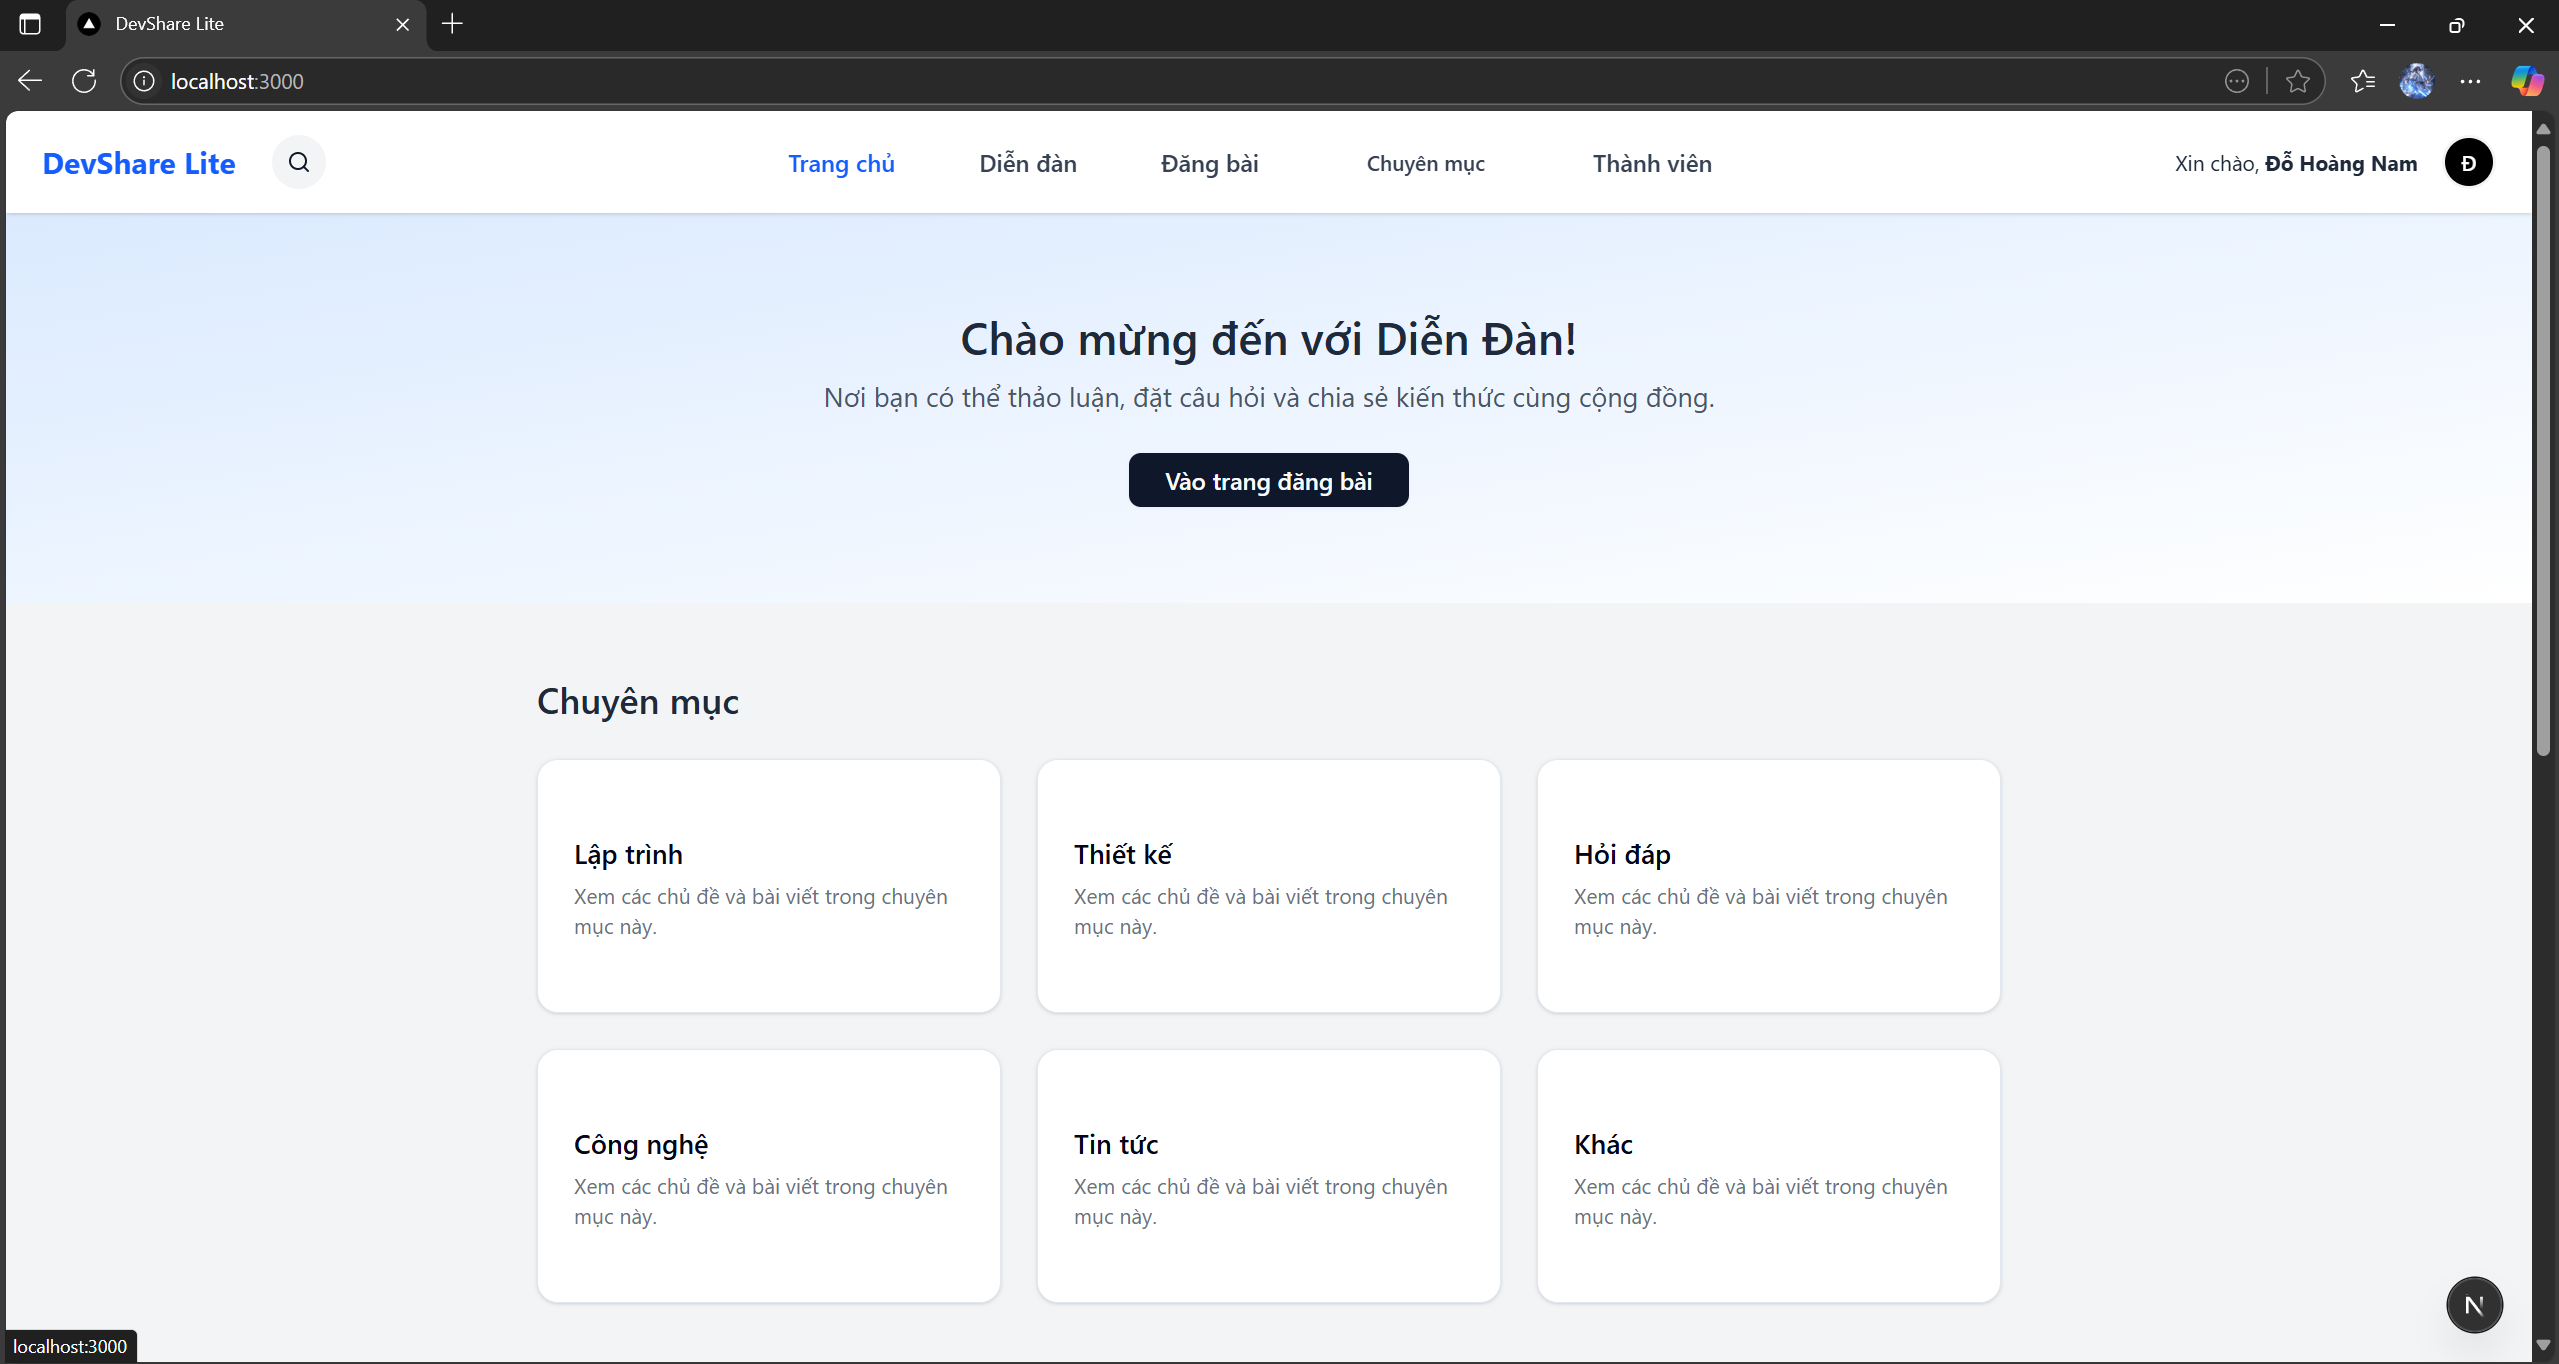 DevShare Lite
localhost:3000
DevShare Lite
Trang chủ
Diễn đàn
Đăng bài
Chuyên mục
Thành viên
Xin chào, Đỗ Hoàng Nam
Đ
Chào mừng đến với Diễn Đàn!
Nơi bạn có thể thảo luận, đặt câu hỏi và chia sẻ kiến thức cùng cộng đồng.
Vào trang đăng bài
Chuyên mục
Lập trình
Xem các chủ đề và bài viết trong chuyên
mục này.
Thiết kế
Xem các chủ đề và bài viết trong chuyên
mục này.
Hỏi đáp
Xem các chủ đề và bài viết trong chuyên
mục này.
Công nghệ
Xem các chủ đề và bài viết trong chuyên
mục này.
Tin tức
Xem các chủ đề và bài viết trong chuyên
mục này.
Khác
Xem các chủ đề và bài viết trong chuyên
mục này.
N
localhost:3000